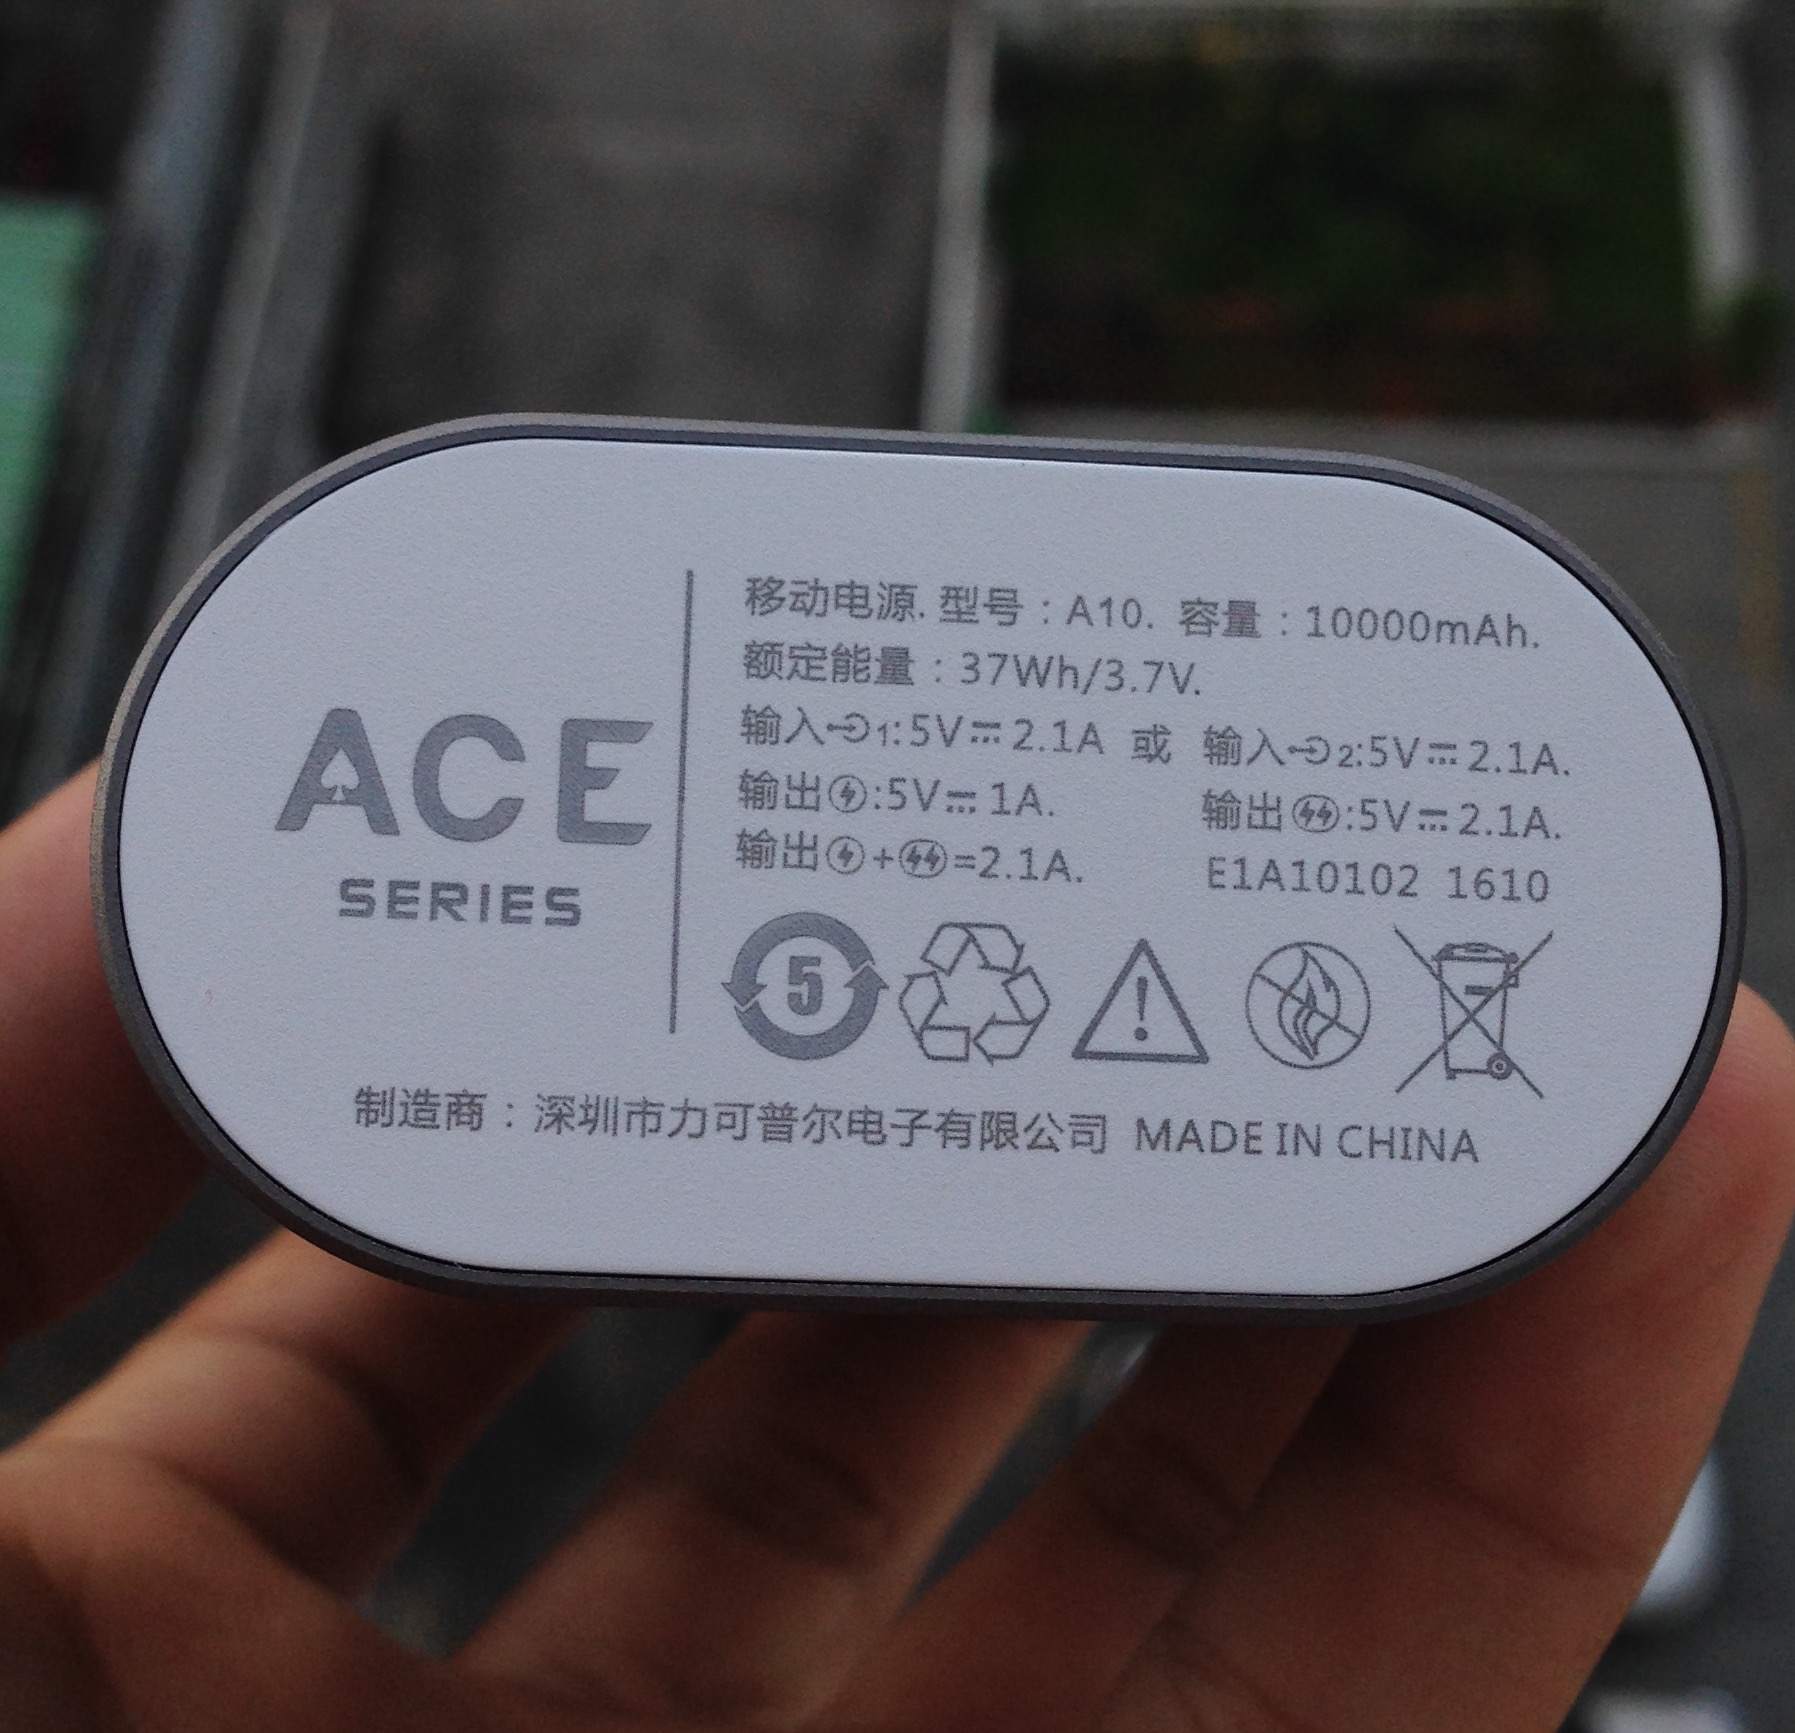 ACE
SERIES
移动电源. 型号：A10. 容量：10000mAh.
额定能量：37Wh/3.7V.
输入1:5V⎓2.1A 或 输入2:5V⎓2.1A.
输出:5V⎓1A. 输出:5V⎓2.1A.
输出+=2.1A. E1A10102 1610
5
制造商：深圳市力可普尔电子有限公司 MADE IN CHINA